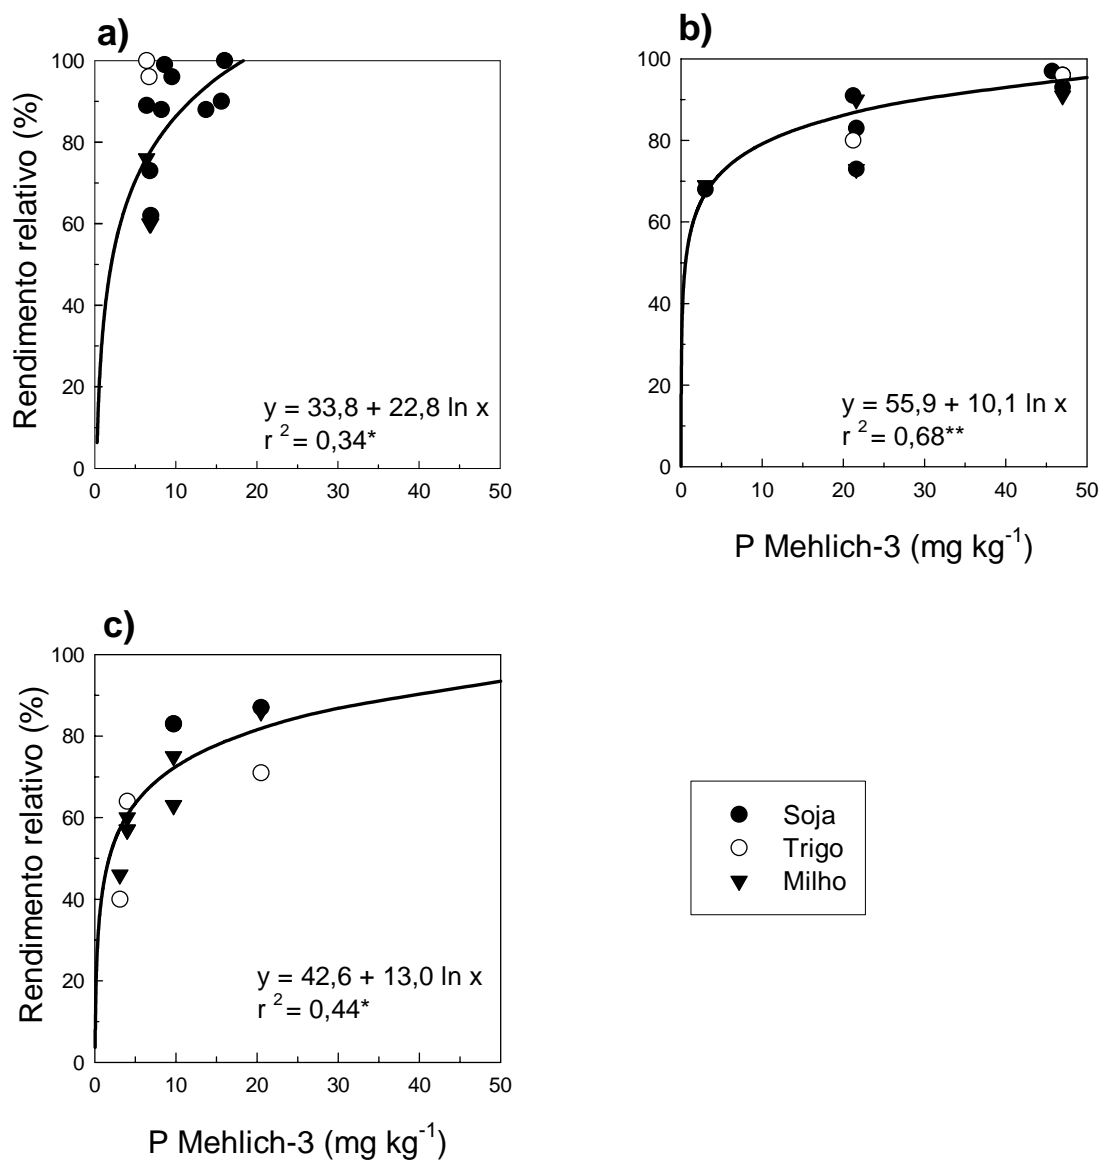 a)
Rendimento relativo (%)
100
80
60
40
20
0
y = 33,8 + 22,8 ln x
r ² = 0,34*
0 10 20 30 40 50
b)
100
80
60
40
20
0
y = 55,9 + 10,1 ln x
r ² = 0,68**
0 10 20 30 40 50
P Mehlich-3 (mg kg⁻¹)
c)
Rendimento relativo (%)
100
80
60
40
20
0
y = 42,6 + 13,0 ln x
r ² = 0,44*
0 10 20 30 40 50
P Mehlich-3 (mg kg⁻¹)
Soja
Trigo
Milho